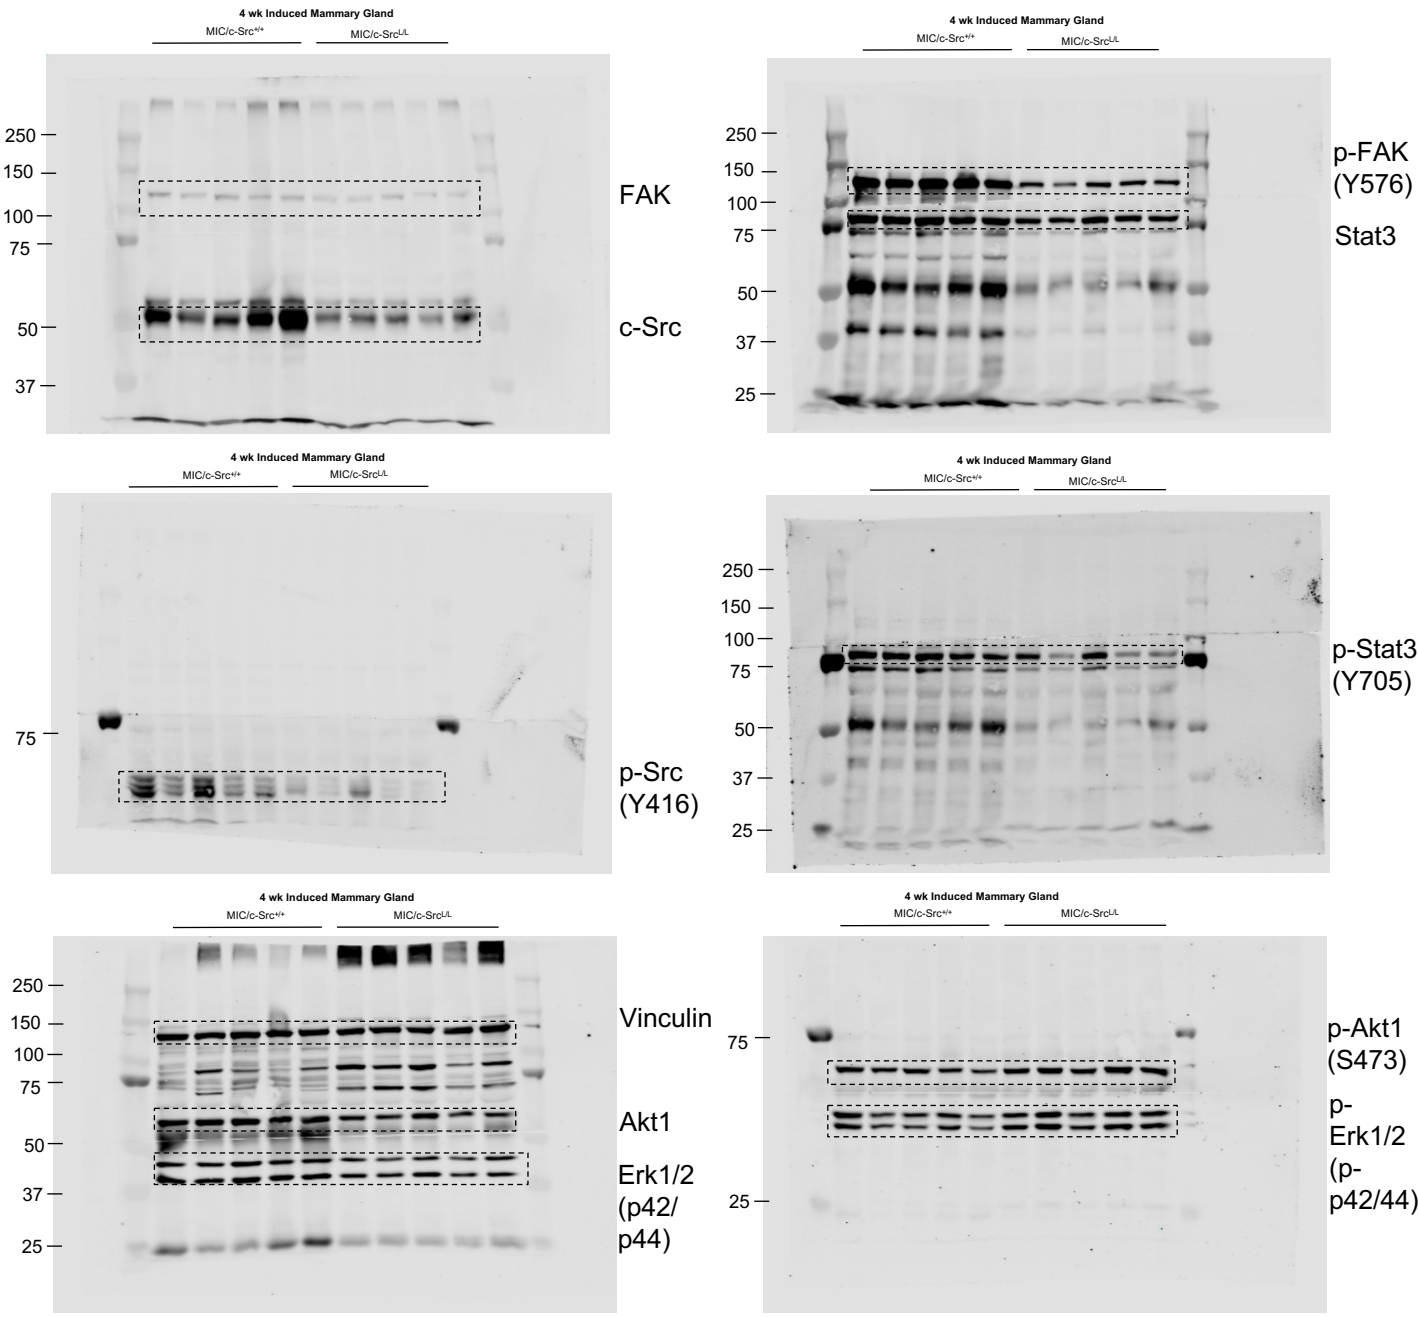 4 wk Induced Mammary Gland
MIC/c-Src+/+ MIC/c-SrcL/L
250
150
100
75
50
37
FAK
c-Src
4 wk Induced Mammary Gland
MIC/c-Src+/+ MIC/c-SrcL/L
250
150
100
75
50
37
25
p-FAK
(Y576)
Stat3
4 wk Induced Mammary Gland
MIC/c-Src+/+ MIC/c-SrcL/L
75
p-Src
(Y416)
4 wk Induced Mammary Gland
MIC/c-Src+/+ MIC/c-SrcL/L
250
150
100
75
50
37
25
p-Stat3
(Y705)
4 wk Induced Mammary Gland
MIC/c-Src+/+ MIC/c-SrcL/L
250
150
100
75
50
37
25
Vinculin
Akt1
Erk1/2
(p42/
p44)
4 wk Induced Mammary Gland
MIC/c-Src+/+ MIC/c-SrcL/L
75
25
p-Akt1
(S473)
p-
Erk1/2
(p-
p42/44)